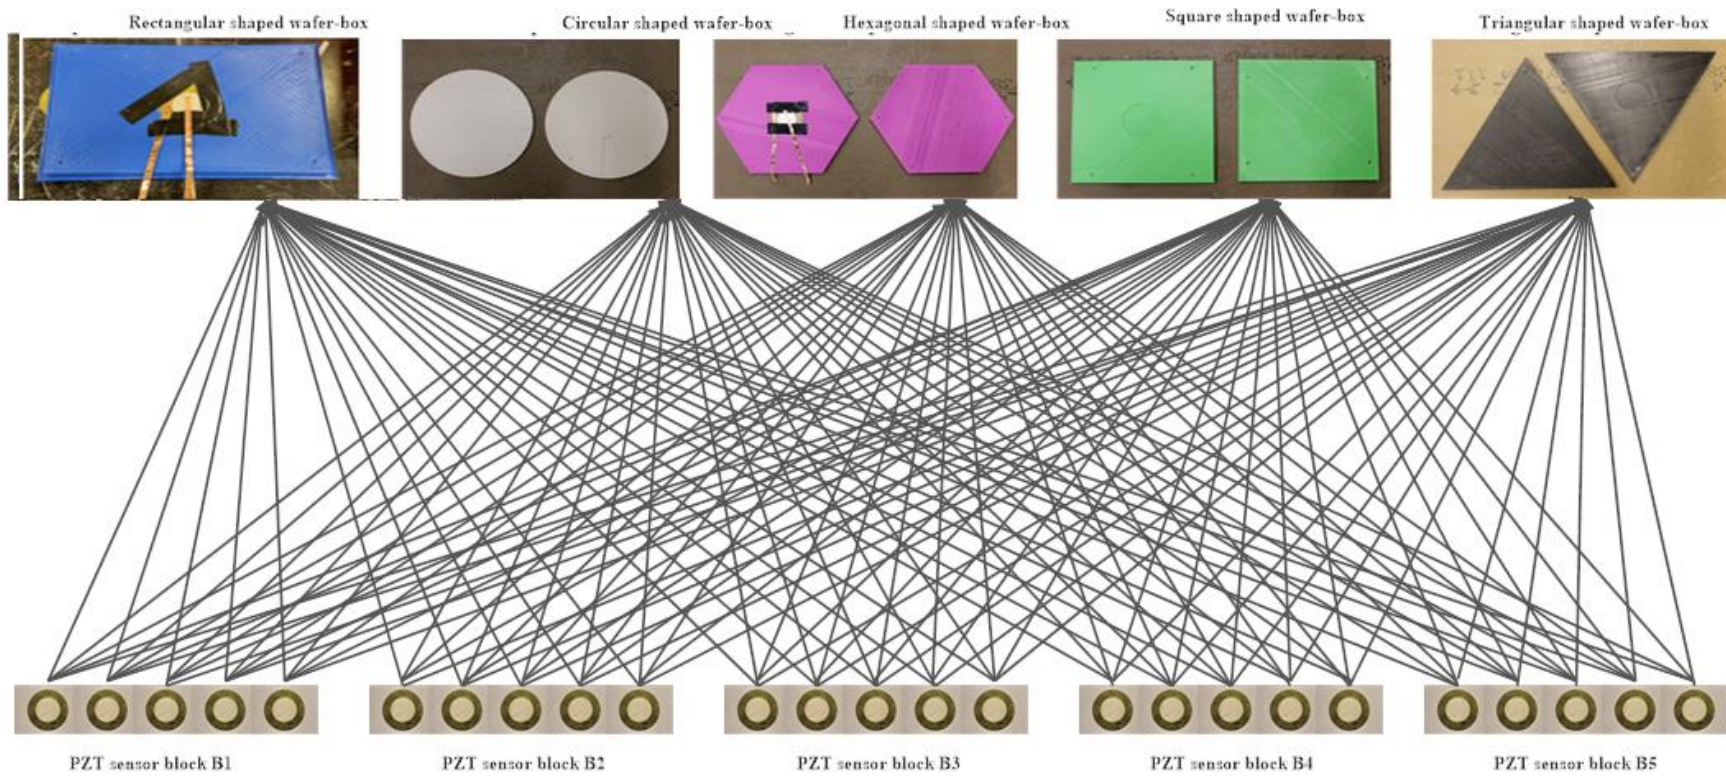 Rectangular shaped wafer-box
Circular shaped wafer-box
Hexagonal shaped wafer-box
Square shaped wafer-box
Triangular shaped wafer-box
PZT sensor block B1
PZT sensor block B2
PZT sensor block B3
PZT sensor block B4
PZT sensor block B5